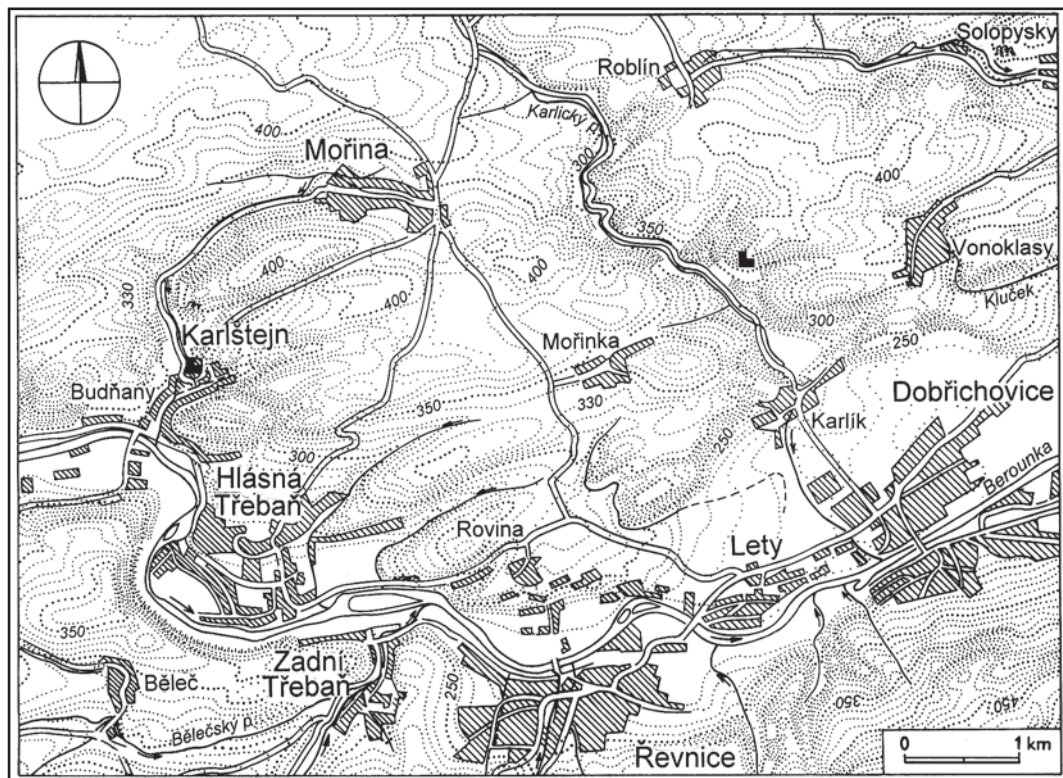 Solopysky
Roblín
Karlický p.
400
Mořina
300
400
350
Vonoklasy
400
400
Kluček
330
400
300
Karlštejn
Mořinka
250
Budňany
330
Dobřichovice
350
Karlík
250
300
Hlásná
Třebaň
Berounka
Rovina
Lety
350
Zadní
Třebaň
250
Běleč
350
450
Bělečsky p.
Řevnice
0 1 km